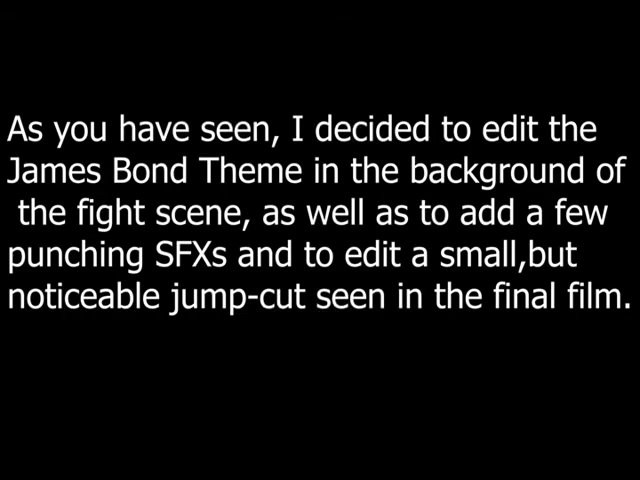 As you have seen, I decided to edit the
James Bond Theme in the background of
the fight scene, as well as to add a few
punching SFXs and to edit a small,but
noticeable jump-cut seen in the final film.